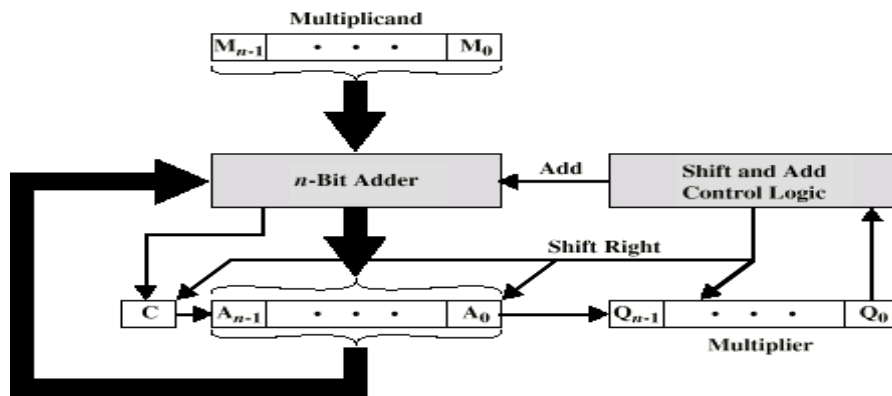 Multiplicand
Mn-1 • • • M0
n-Bit Adder
Add
Shift and Add
Control Logic
Shift Right
C
An-1 • • • A0
Qn-1 • • • Q0
Multiplier